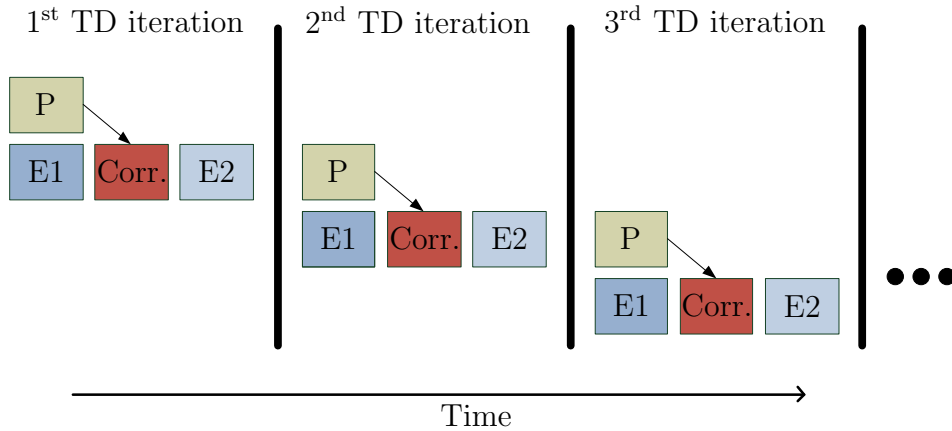 1st TD iteration
2nd TD iteration
3rd TD iteration
P
E1 Corr. E2
P
E1 Corr. E2
P
E1 Corr. E2
Time